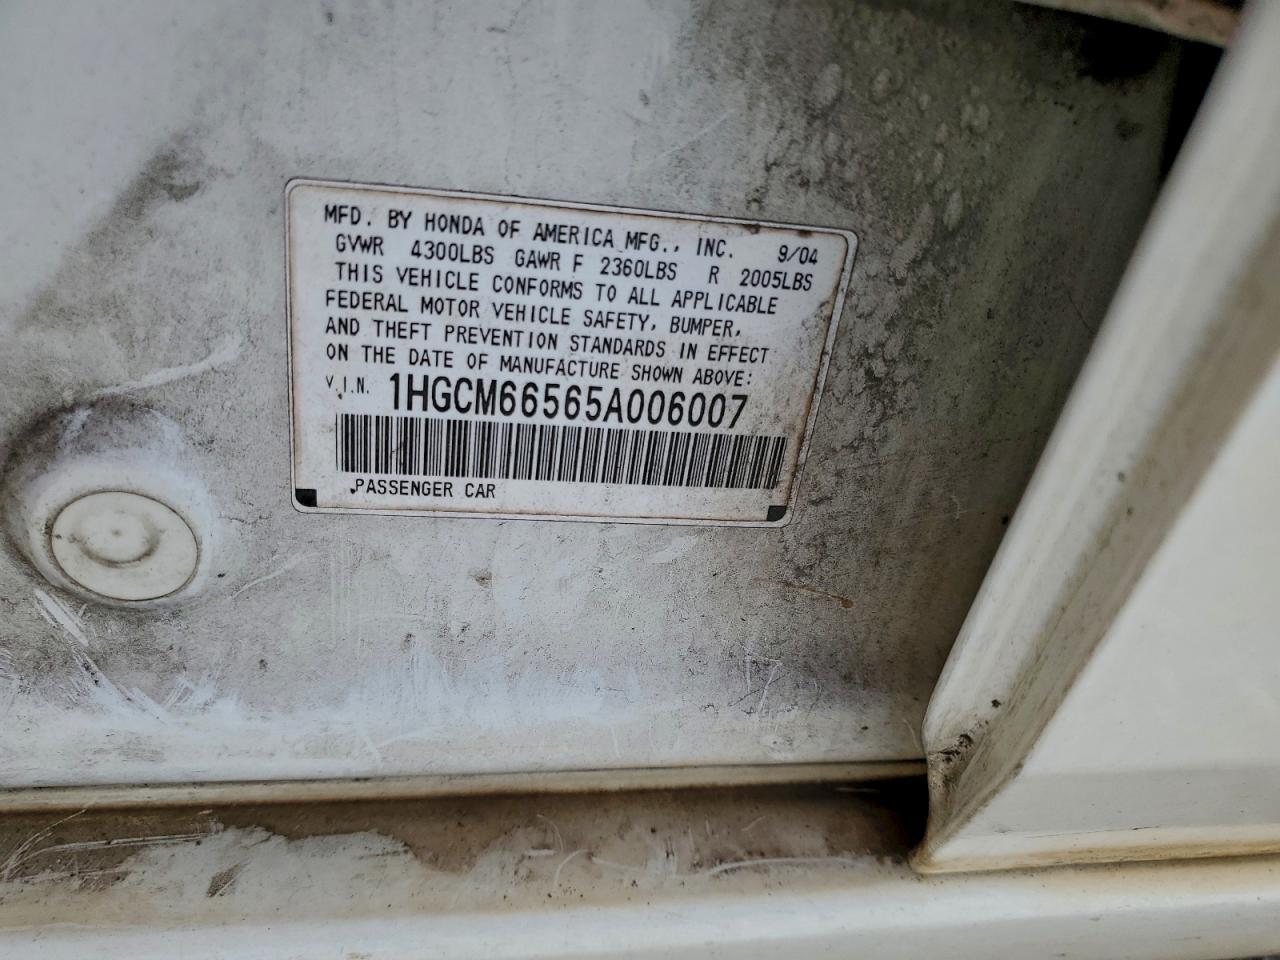 MFD. BY HONDA OF AMERICA MFG., INC. 9/04
GVWR 4300LBS GAWR F 2360LBS R 2005LBS
THIS VEHICLE CONFORMS TO ALL APPLICABLE
FEDERAL MOTOR VEHICLE SAFETY, BUMPER,
AND THEFT PREVENTION STANDARDS IN EFFECT
ON THE DATE OF MANUFACTURE SHOWN ABOVE:
V.I.N. 1HGCM66565A006007
PASSENGER CAR